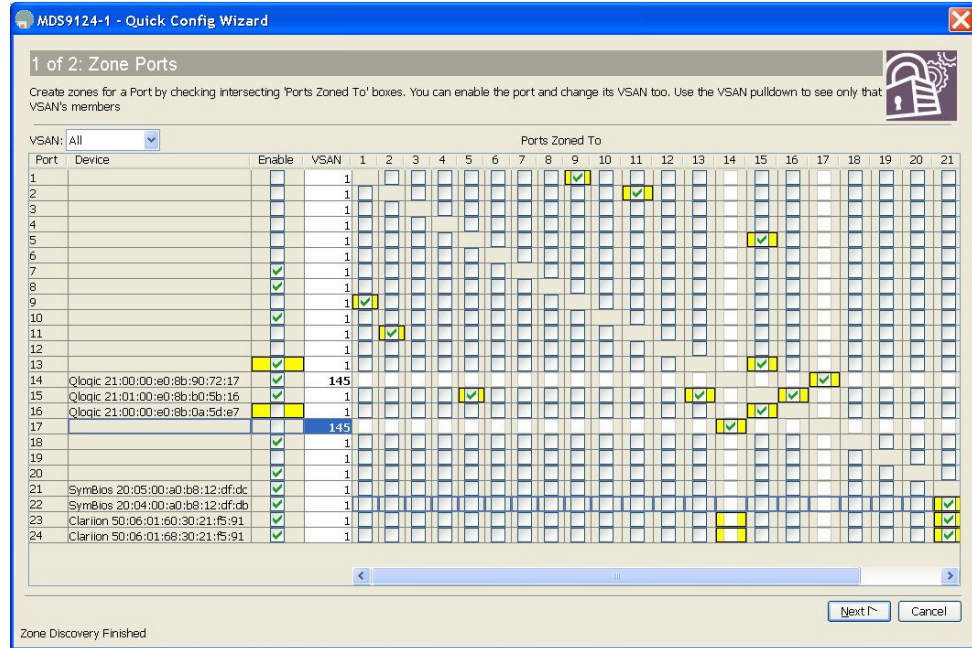 MDS9124-1 - Quick Config Wizard
1 of 2: Zone Ports
Create zones for a Port by checking intersecting 'Ports Zoned To' boxes. You can enable the port and change its VSAN too. Use the VSAN pulldown to see only that
VSAN's members
VSAN: All Ports Zoned To
Port Device Enable VSAN 1 2 3 4 5 6 7 8 9 10 11 12 13 14 15 16 17 18 19 20 21
1 1
2 1
3 1
4 1
5 1
6 1
7 1
8 1
9 1
10 1
11 1
12 1
13 1
14 Qlogic 21:00:00:e0:8b:90:72:17 145
15 Qlogic 21:01:00:e0:8b:b0:5b:16 1
16 Qlogic 21:00:00:e0:8b:0a:5d:e7 1
17 145
18 1
19 1
20 1
21 SymBios 20:05:00:a0:b8:12:df:dc 1
22 SymBios 20:04:00:a0:b8:12:df:db 1
23 Clariion 50:06:01:60:30:21:f5:91 1
24 Clariion 50:06:01:68:30:21:f5:91 1
Next Cancel
Zone Discovery Finished